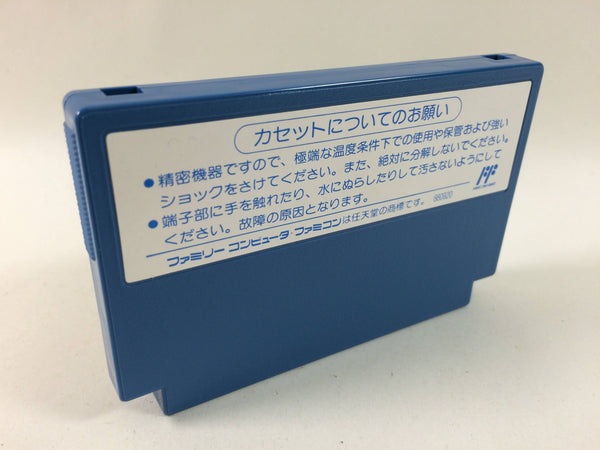 カセットについてのお願い
●精密機器ですので、極端な温度条件下での使用や保管および強い
ショックをさけてください。また、絶対に分解しないでください。
●端子部に手を触れたり、水にぬらしたりして汚さないようにして
ください。故障の原因となります。
ファミリーコンピュータ・ファミコンは任天堂の商標です。